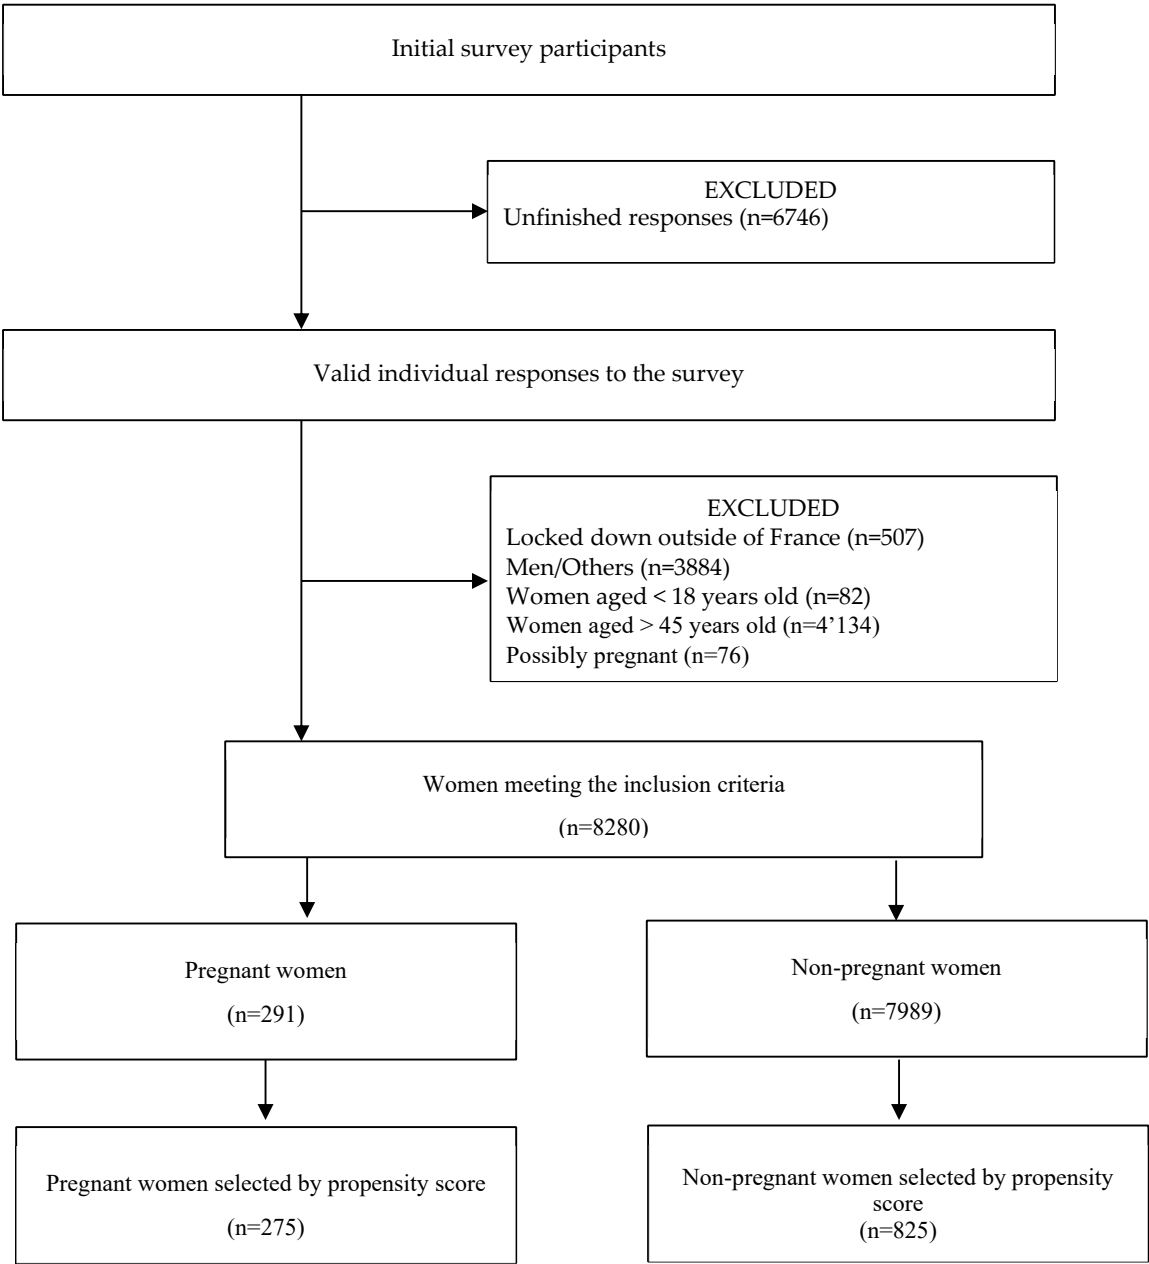 Initial survey participants
EXCLUDED
Unfinished responses (n=6746)
Valid individual responses to the survey
EXCLUDED
Locked down outside of France (n=507)
Men/Others (n=3884)
Women aged < 18 years old (n=82)
Women aged > 45 years old (n=4’134)
Possibly pregnant (n=76)
Women meeting the inclusion criteria
(n=8280)
Pregnant women
(n=291)
Non-pregnant women
(n=7989)
Pregnant women selected by propensity score
(n=275)
Non-pregnant women selected by propensity
score
(n=825)